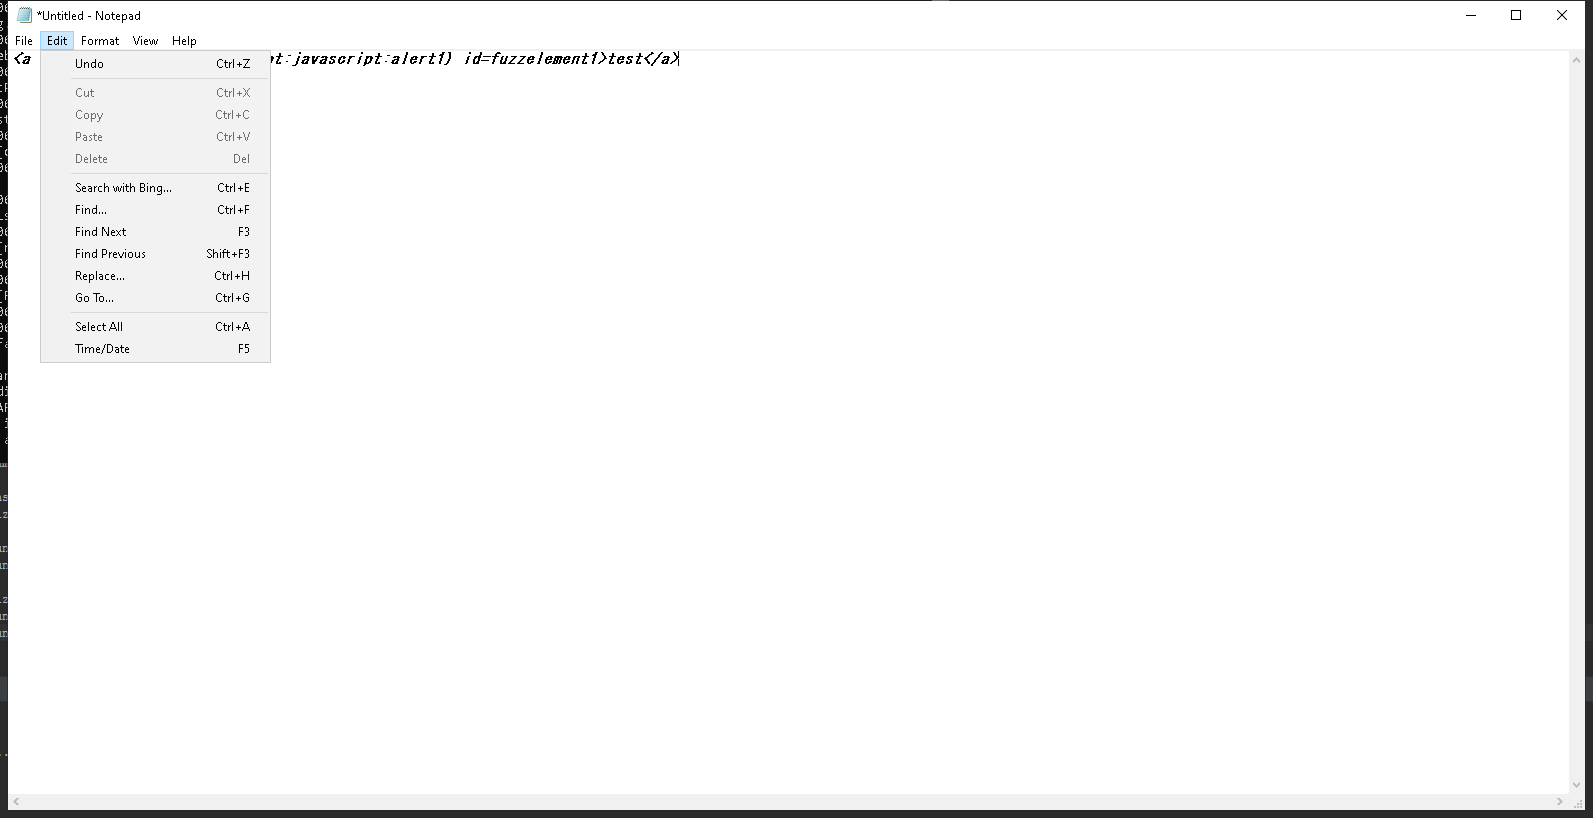 *Untitled - Notepad
File Edit Format View Help
<a t:javascript:alert1) id=fuzzelement1>test</a>
Undo Ctrl+Z
Cut Ctrl+X
Copy Ctrl+C
Paste Ctrl+V
Delete Del
Search with Bing... Ctrl+E
Find... Ctrl+F
Find Next F3
Find Previous Shift+F3
Replace... Ctrl+H
Go To... Ctrl+G
Select All Ctrl+A
Time/Date F5